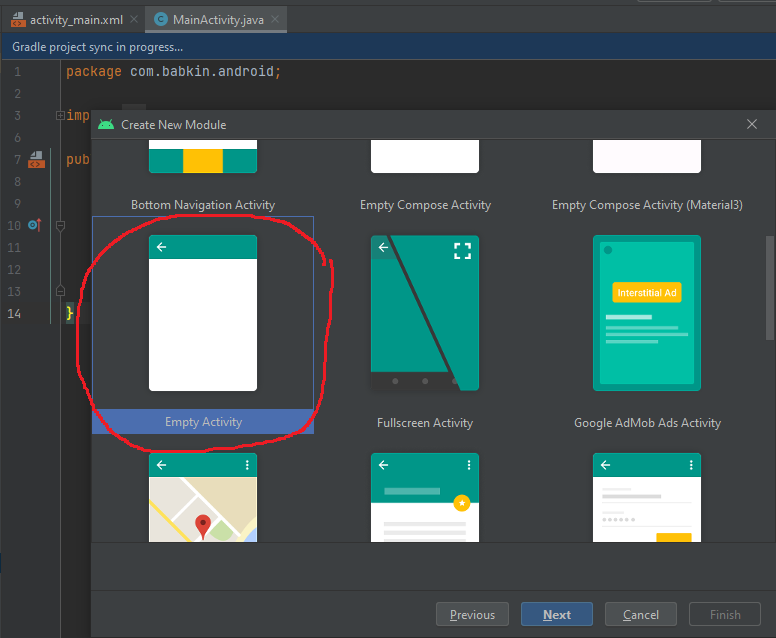 activity_main.xml
MainActivity.java
Gradle project sync in progress...
1 package com.babkin.android;
2
3 imp
6
7 pub
8
9
10
11
12
13
14 }
Create New Module
Bottom Navigation Activity
Empty Compose Activity
Empty Compose Activity (Material3)
Interstitial Ad
Empty Activity
Fullscreen Activity
Google AdMob Ads Activity
Previous
Next
Cancel
Finish